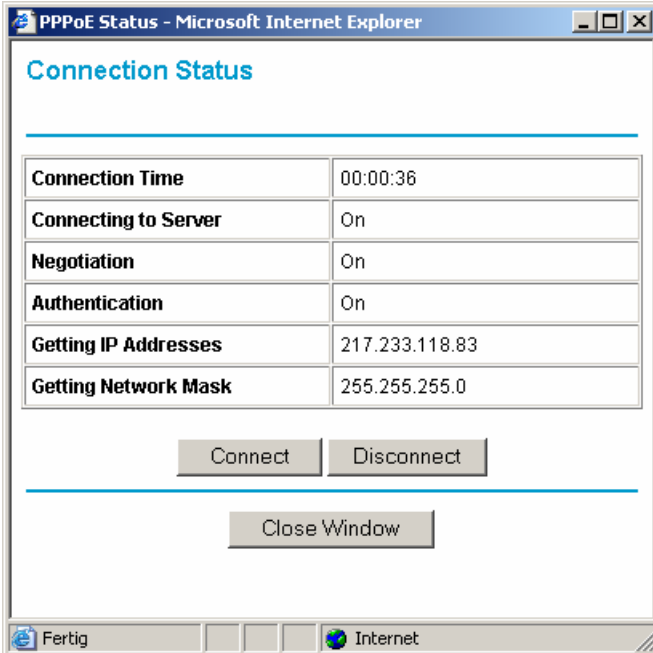 PPPoE Status - Microsoft Internet Explorer
Connection Status
Connection Time 00:00:36
Connecting to Server On
Negotiation On
Authentication On
Getting IP Addresses 217.233.118.83
Getting Network Mask 255.255.255.0
Connect Disconnect
Close Window
Fertig Internet